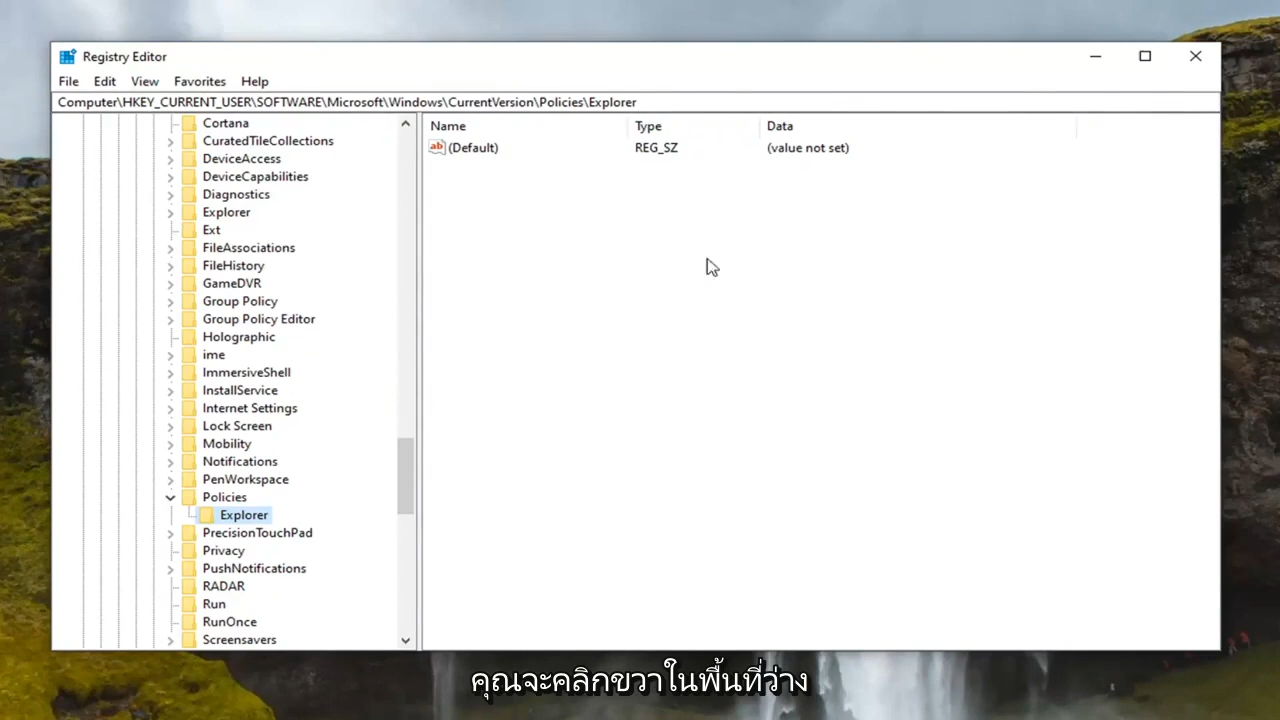 Registry Editor
File Edit View Favorites Help
Computer\HKEY_CURRENT_USER\SOFTWARE\Microsoft\Windows\CurrentVersion\Policies\Explorer
Name Type Data
ab (Default) REG_SZ (value not set)
Cortana
CuratedTileCollections
DeviceAccess
DeviceCapabilities
Diagnostics
Explorer
Ext
FileAssociations
FileHistory
GameDVR
Group Policy
Group Policy Editor
Holographic
ime
ImmersiveShell
InstallService
Internet Settings
Lock Screen
Mobility
Notifications
PenWorkspace
Policies
Explorer
PrecisionTouchPad
Privacy
PushNotifications
RADAR
Run
RunOnce
Screensavers
คุณจะคลิกขวาในพื้นที่ว่าง